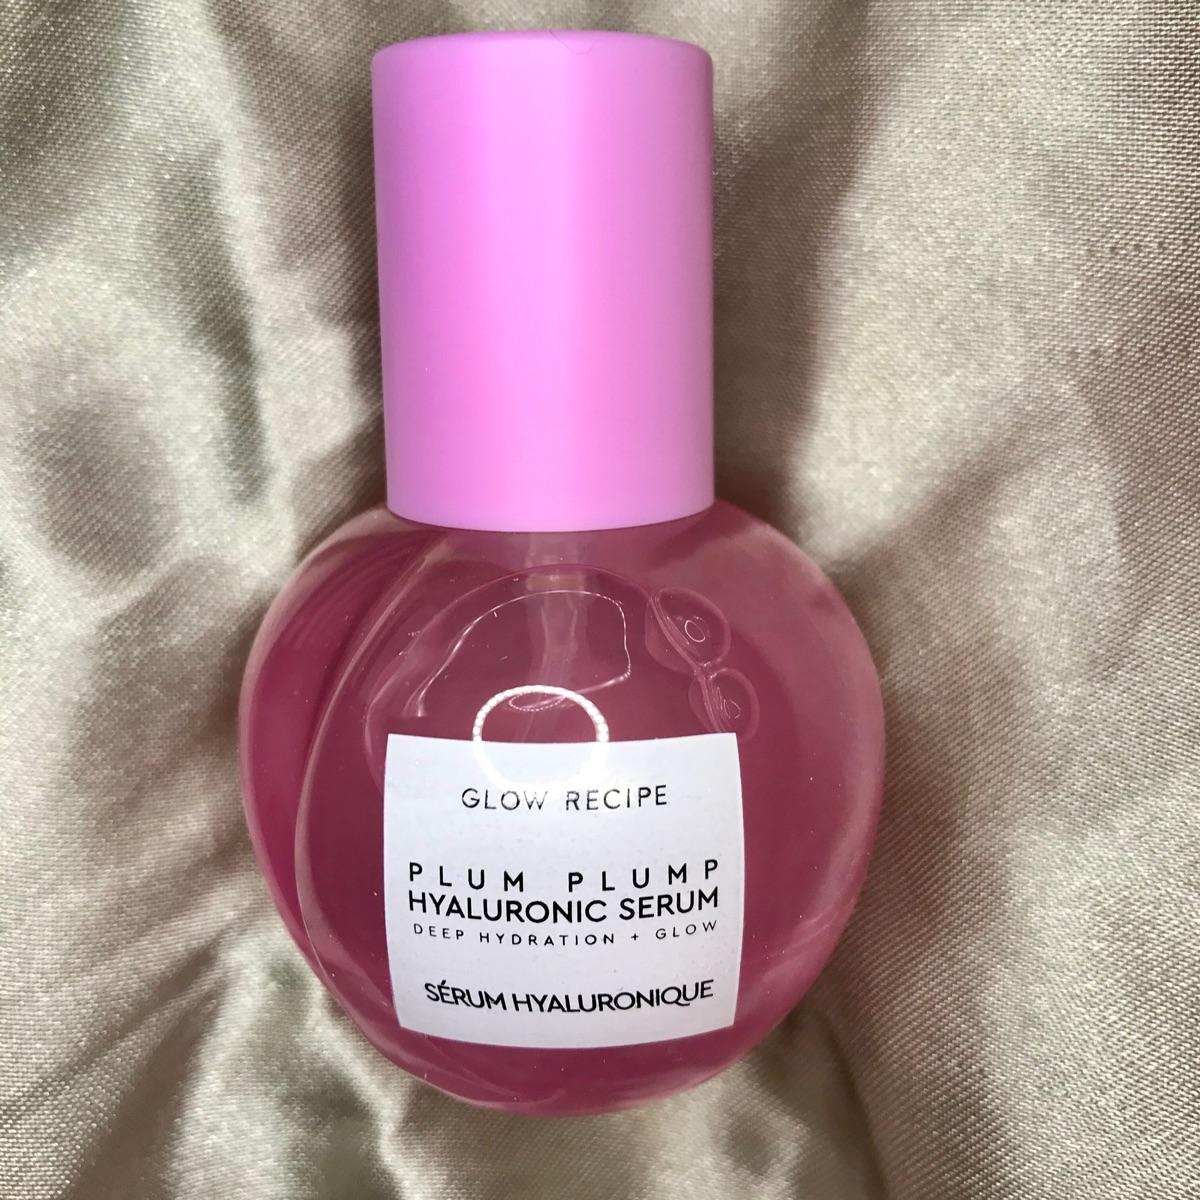 GLOW RECIPE
PLUM PLUMP
HYALURONIC SERUM
DEEP HYDRATION + GLOW
SÉRUM HYALURONIQUE